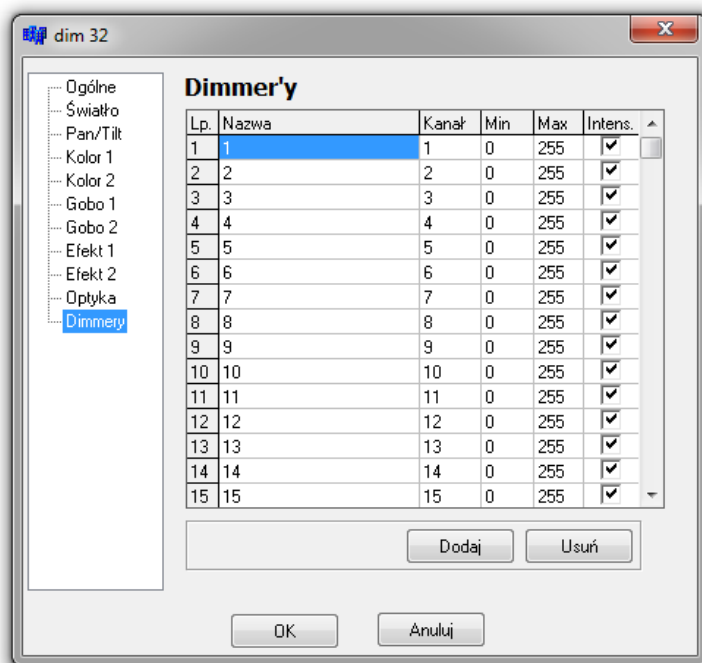 dim 32
Ogólne
Światło
Pan/Tilt
Kolor 1
Kolor 2
Gobo 1
Gobo 2
Efekt 1
Efekt 2
Optyka
Dimmery
Dimmer'y
Lp. Nazwa Kanał Min Max Intens.
1 1 1 0 255
2 2 2 0 255
3 3 3 0 255
4 4 4 0 255
5 5 5 0 255
6 6 6 0 255
7 7 7 0 255
8 8 8 0 255
9 9 9 0 255
10 10 10 0 255
11 11 11 0 255
12 12 12 0 255
13 13 13 0 255
14 14 14 0 255
15 15 15 0 255
Dodaj Usuń
OK Anuluj